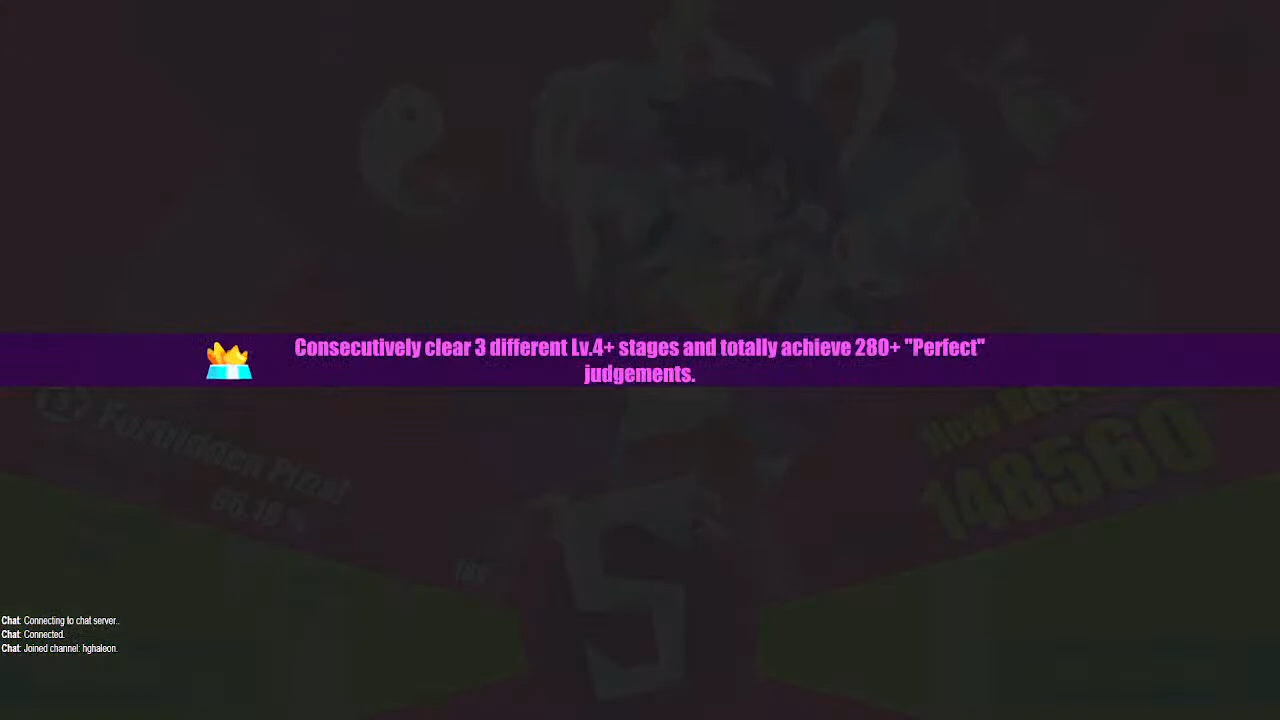 Consecutively clear 3 different Lv.4+ stages and totally achieve 280+ "Perfect"
judgements.
148560
Chat: Connecting to chat server..
Chat: Connected.
Chat: Joined channel: hghaleon.